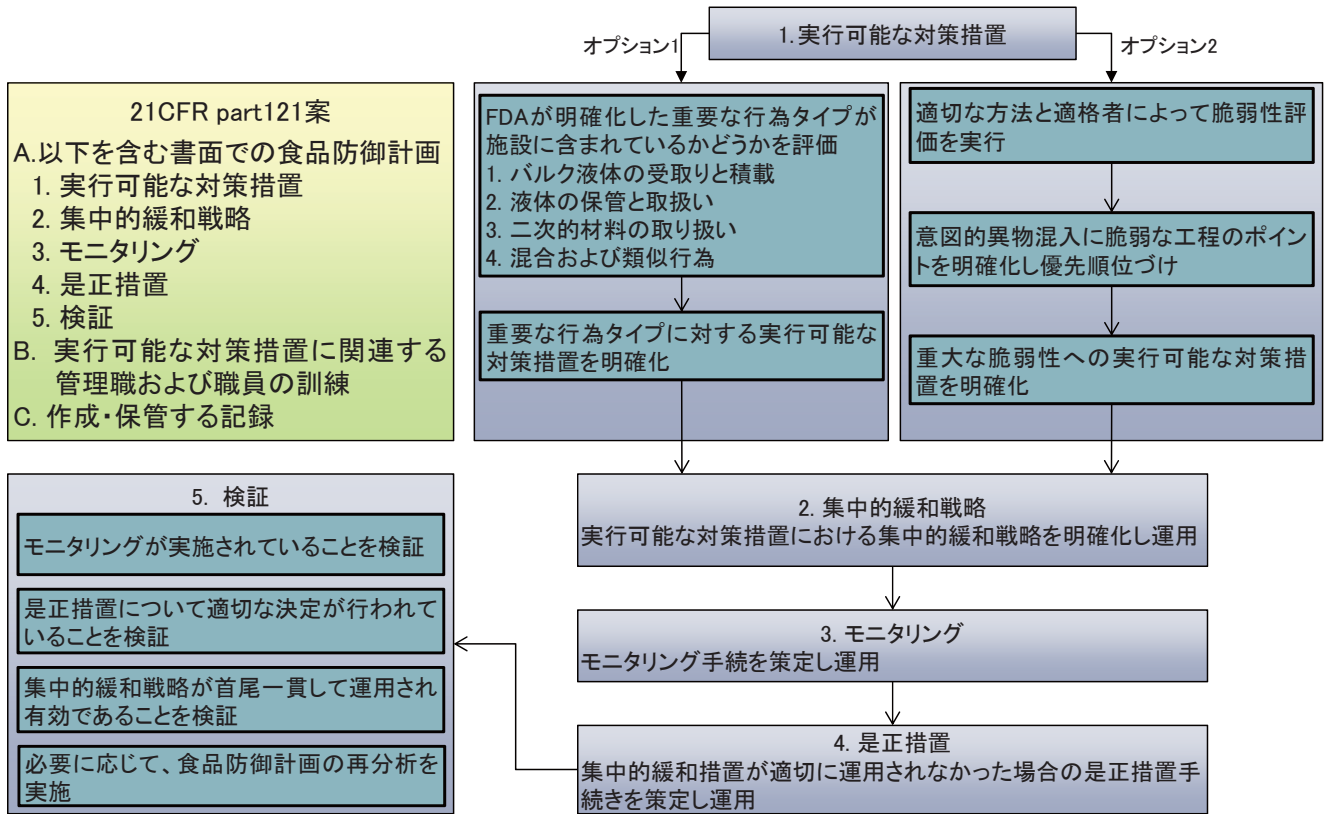 1.実行可能な対策措置
オプション1
オプション2
21CFR part121案
A.以下を含む書面での食品防御計画
1. 実行可能な対策措置
2. 集中的緩和戦略
3. モニタリング
4. 是正措置
5. 検証
B. 実行可能な対策措置に関連する
管理職および職員の訓練
C. 作成・保管する記録
FDAが明確化した重要な行為タイプが
施設に含まれているかどうかを評価
1. バルク液体の受取りと積載
2. 液体の保管と取扱い
3. 二次的材料の取り扱い
4. 混合および類似行為
重要な行為タイプに対する実行可能な
対策措置を明確化
適切な方法と適格者によって脆弱性評
価を実行
意図的異物混入に脆弱な工程のポイン
トを明確化し優先順位づけ
重大な脆弱性への実行可能な対策措
置を明確化
2. 集中的緩和戦略
実行可能な対策措置における集中的緩和戦略を明確化し運用
3. モニタリング
モニタリング手続を策定し運用
4. 是正措置
集中的緩和措置が適切に運用されなかった場合の是正措置手
続きを策定し運用
5. 検証
モニタリングが実施されていることを検証
是正措置について適切な決定が行われて
いることを検証
集中的緩和戦略が首尾一貫して運用され
有効であることを検証
必要に応じて、食品防御計画の再分析を
実施